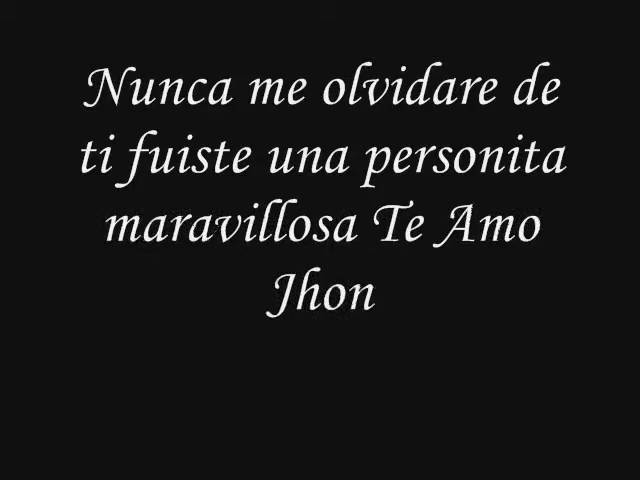 Nunca me olvidare de
ti fuiste una personita
maravillosa Te Amo
Jhon